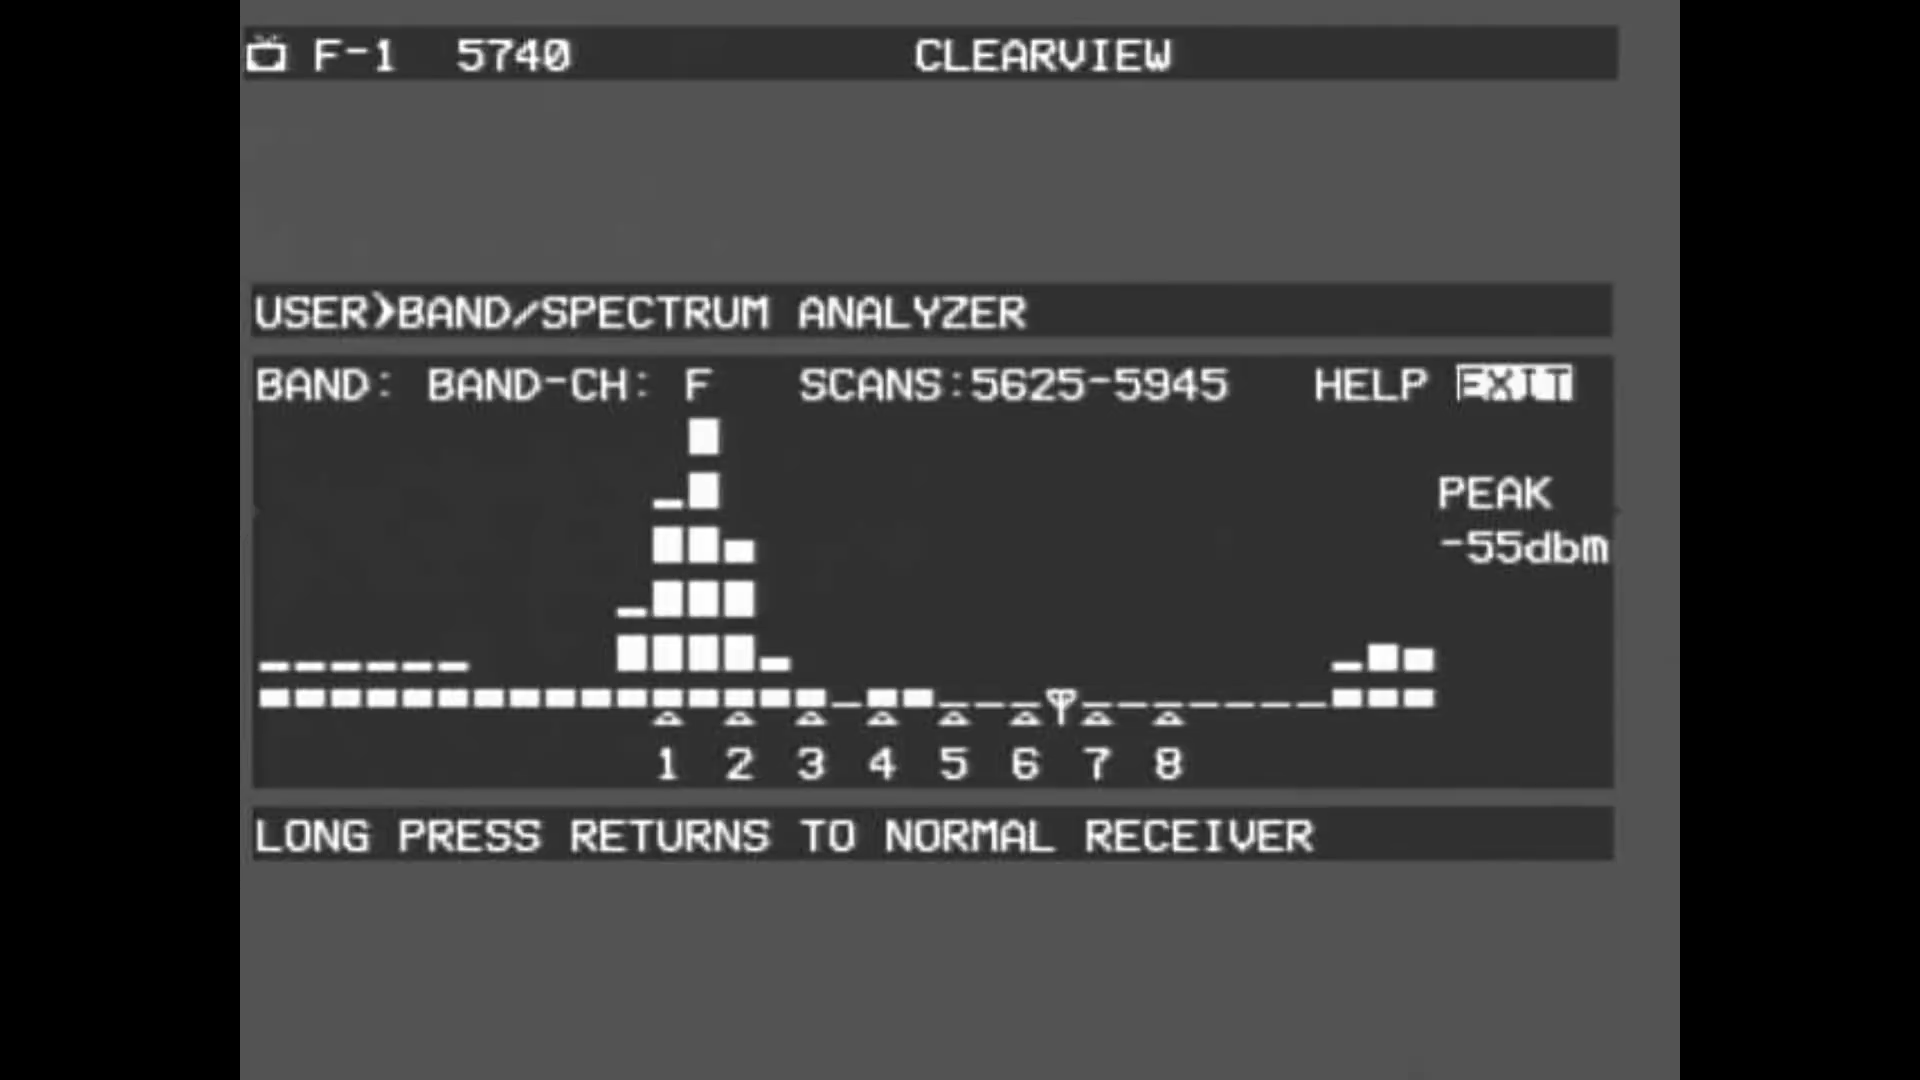 F-1 5740 CLEARVIEW
USER>BAND/SPECTRUM ANALYZER
BAND: BAND-CH: F SCANS:5625-5945 HELP EXIT
PEAK
-55dbm
1 2 3 4 5 6 7 8
LONG PRESS RETURNS TO NORMAL RECEIVER